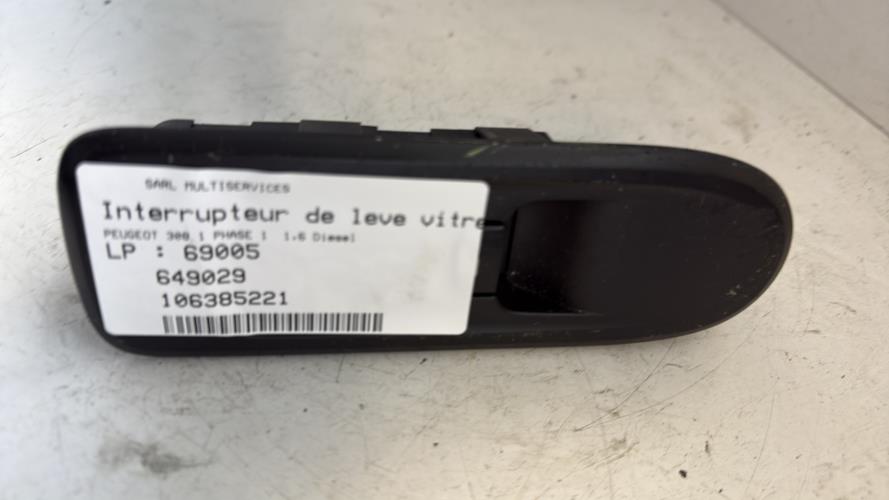 SARL MULTISERVICES
Interrupteur de leve vitre
PEUGEOT 308 1 PHASE 1 1.6 Diesel
LP : 69005
649029
106385221